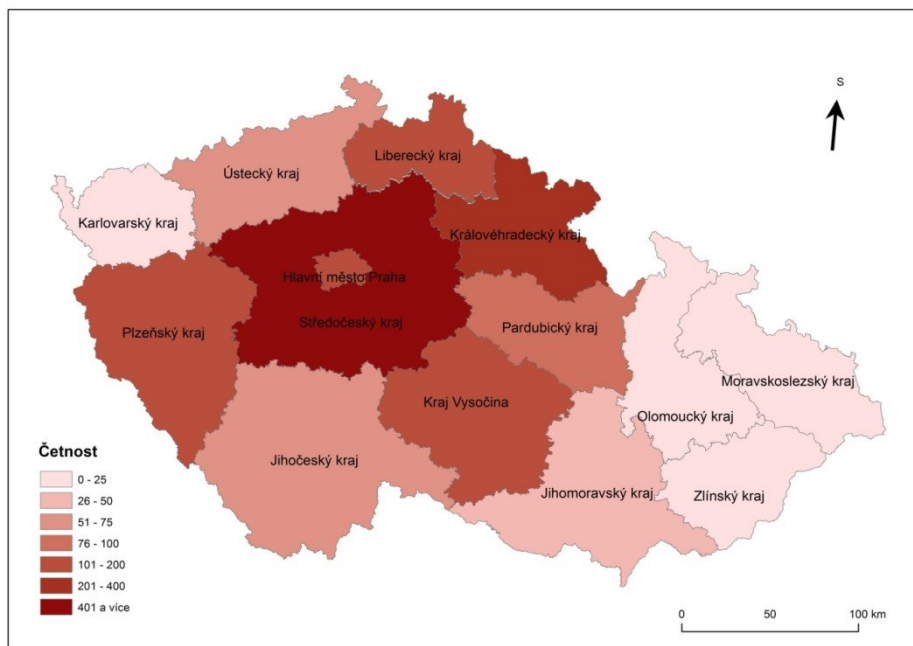 S
Liberecký kraj
Ústecký kraj
Karlovarský kraj
Královéhradecký kraj
Hlavní město Praha
Středočeský kraj
Plzeňský kraj
Pardubický kraj
Moravskoslezský kraj
Kraj Vysočina
Olomoucký kraj
Jihočeský kraj
Jihomoravský kraj
Zlínský kraj
Četnost
0 - 25
26 - 50
51 - 75
76 - 100
101 - 200
201 - 400
401 a více
0 50 100 km